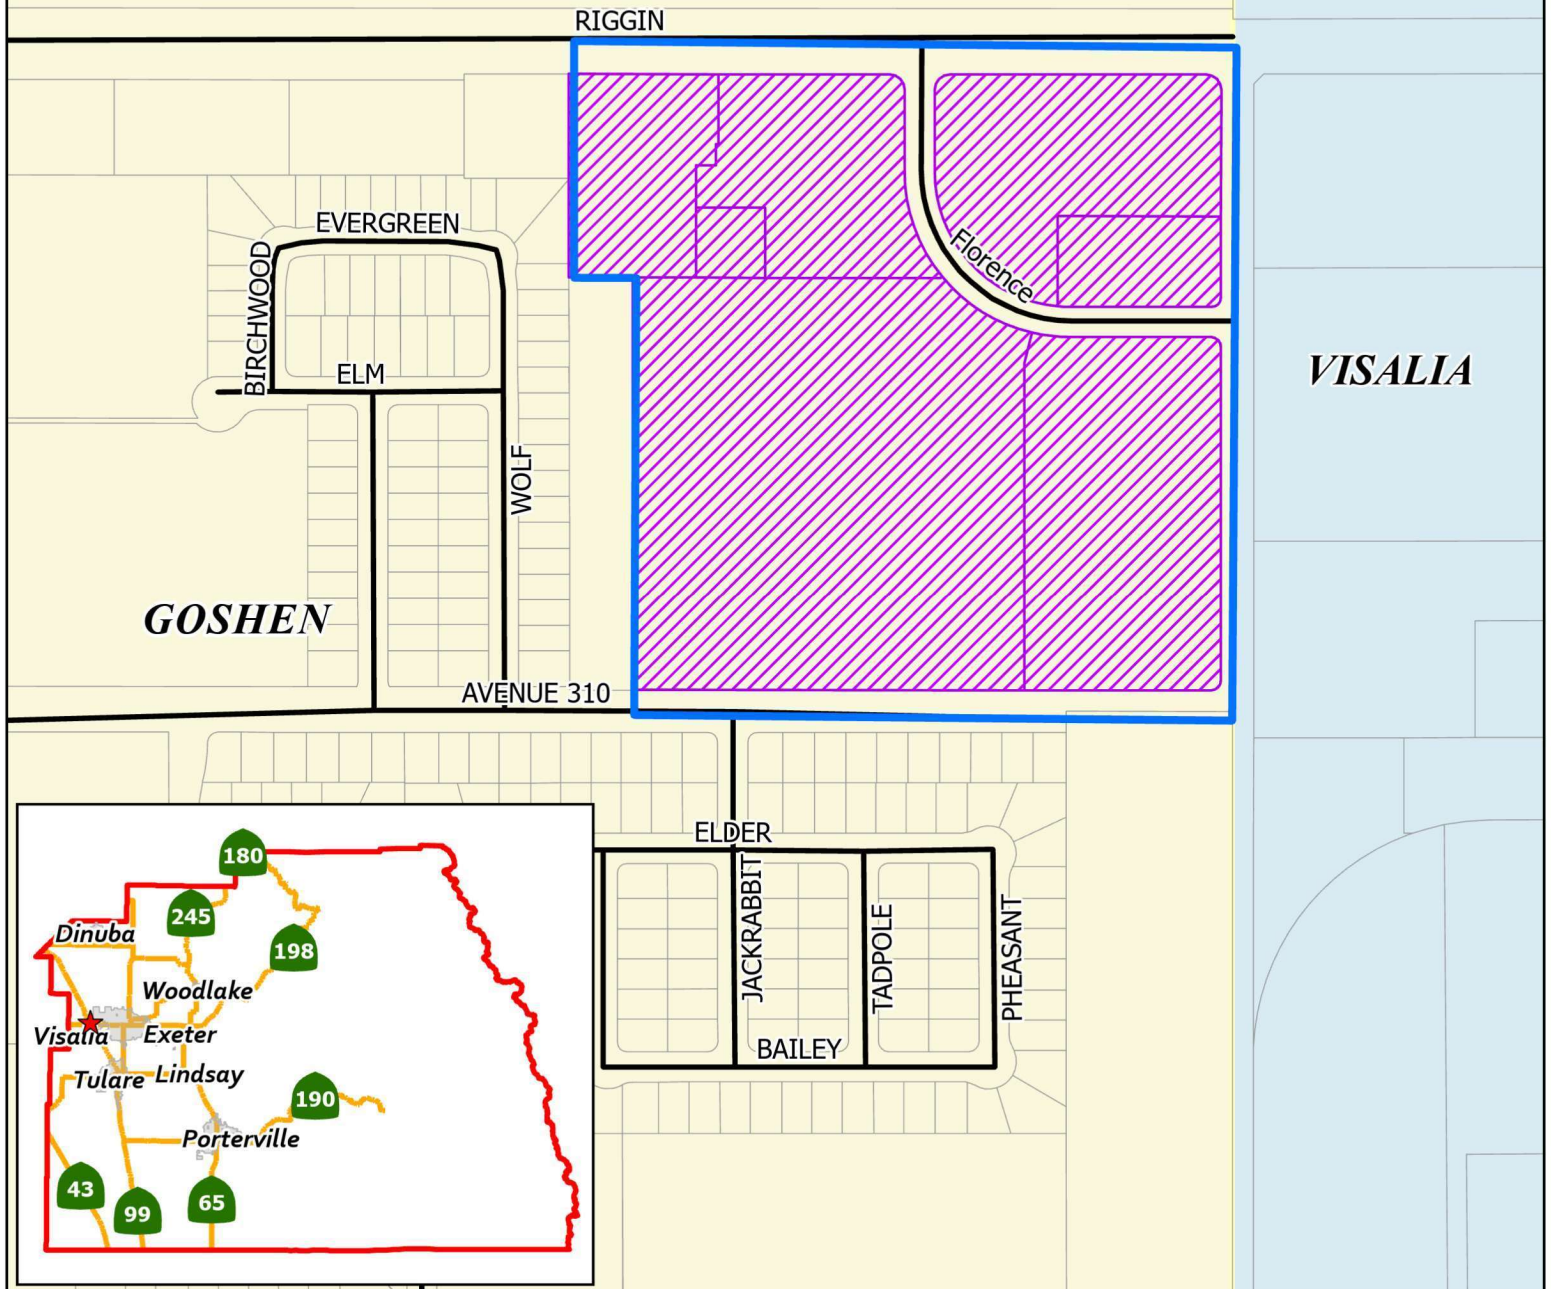 RIGGIN
EVERGREEN
BIRCHWOOD
Florence
ELM
VISALIA
WOLF
GOSHEN
AVENUE 310
ELDER
JACKRABBIT
TADPOLE
PHEASANT
BAILEY
180
245
Dinuba
198
Woodlake
Visalia
Exeter
Tulare
Lindsay
190
Porterville
43
99
65